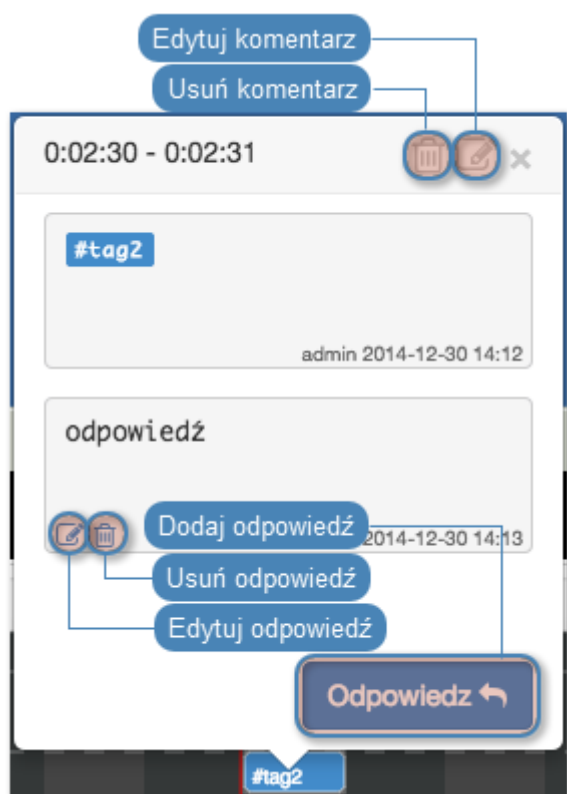 Edytuj komentarz
Usuń komentarz
0:02:30 - 0:02:31
#tag2
admin 2014-12-30 14:12
odpowiedź
Dodaj odpowiedź
2014-12-30 14:13
Usuń odpowiedź
Edytuj odpowiedź
Odpowiedz
#tag2